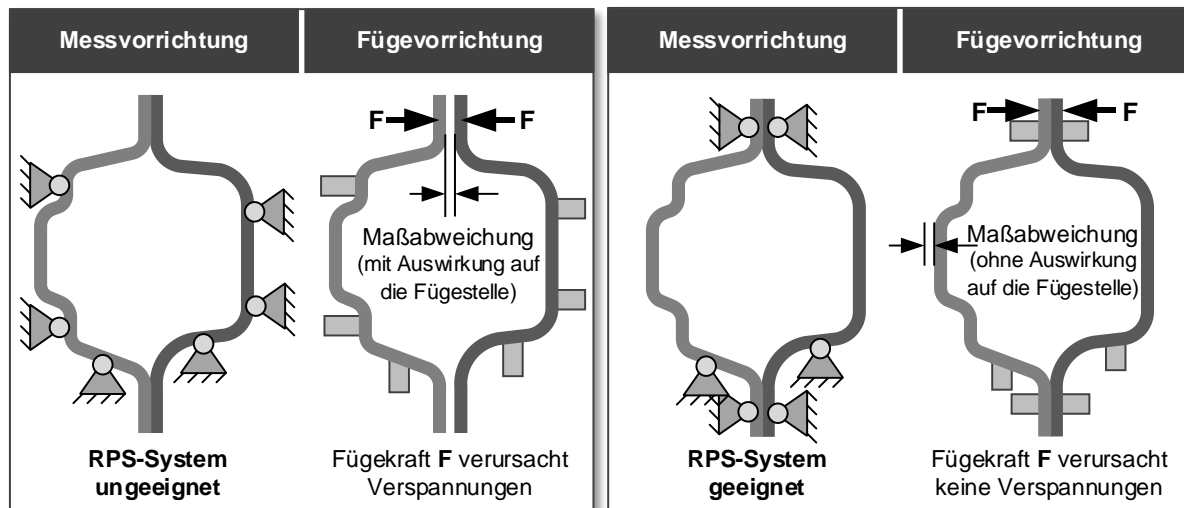 Messvorrichtung
Fügevorrichtung
F
F
Maßabweichung
(mit Auswirkung auf
die Fügestelle)
RPS-System
ungeeignet
Fügekraft F verursacht
Verspannungen
Messvorrichtung
Fügevorrichtung
F
F
Maßabweichung
(ohne Auswirkung
auf die Fügestelle)
RPS-System
geeignet
Fügekraft F verursacht
keine Verspannungen